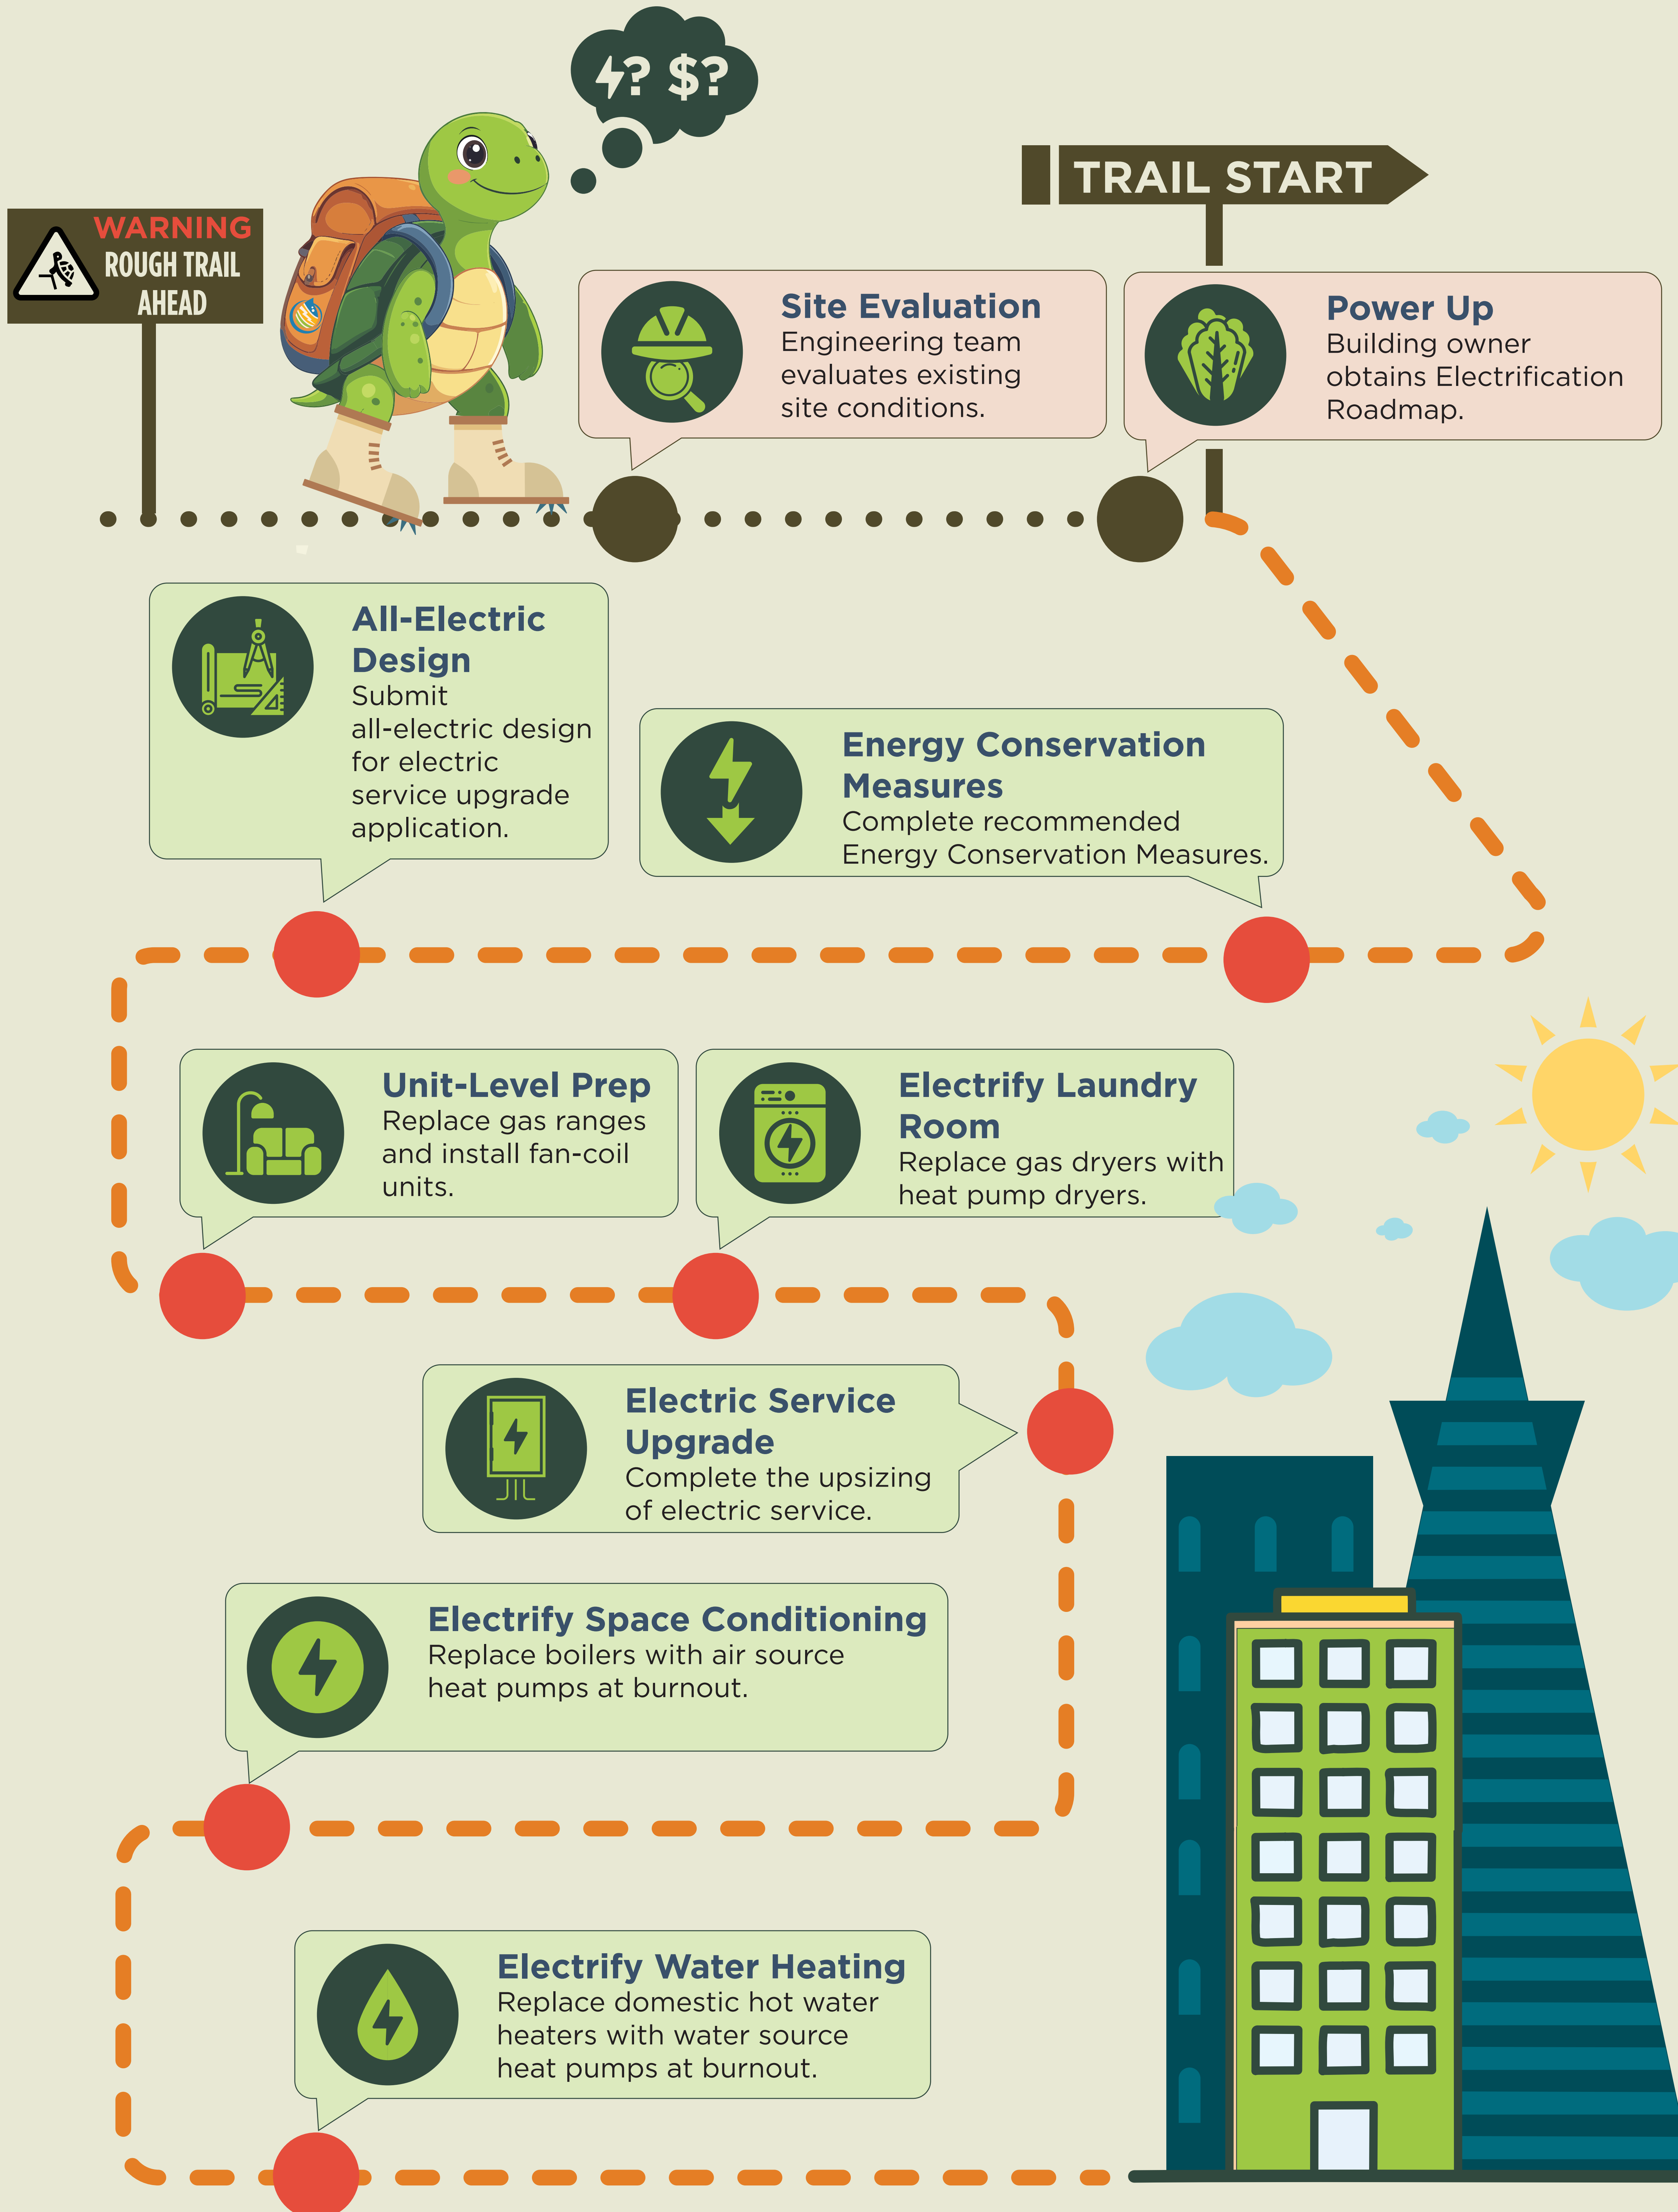 ? $?
TRAIL START
WARNING
ROUGH TRAIL
AHEAD
Site Evaluation
Engineering team
evaluates existing
site conditions.
Power Up
Building owner
obtains Electrification
Roadmap.
Energy Conservation
Measures
Complete recommended
Energy Conservation Measures.
All-Electric
Design
Submit
all-electric design
for electric
service upgrade
application.
Unit-Level Prep
Replace gas ranges
and install fan-coil
units.
Electrify Laundry
Room
Replace gas dryers with
heat pump dryers.
Electric Service
Upgrade
Complete the upsizing
of electric service.
Electrify Space Conditioning
Replace boilers with air source
heat pumps at burnout.
Electrify Water Heating
Replace domestic hot water
heaters with water source
heat pumps at burnout.